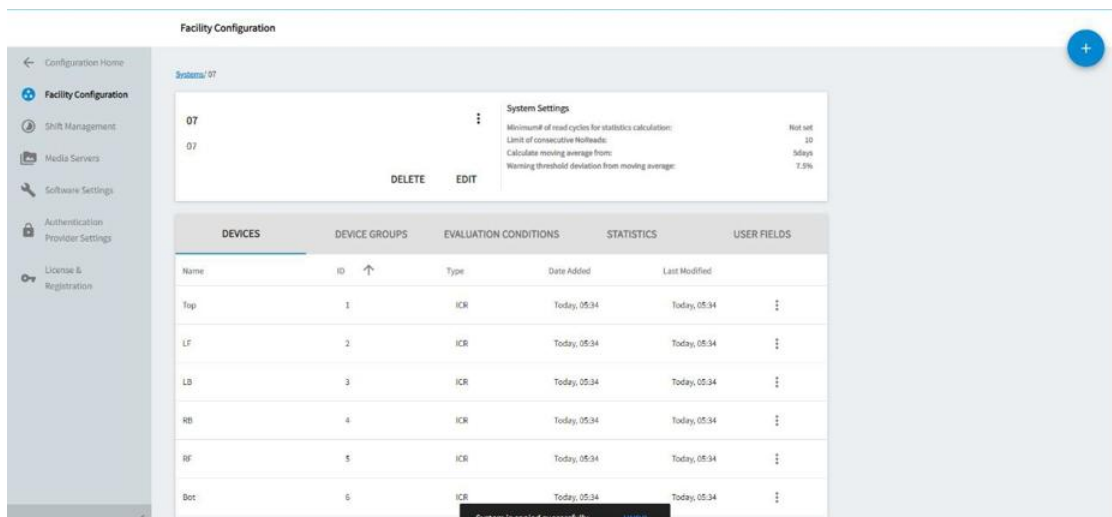 Facility Configuration
Configuration Home
Facility Configuration
Shift Management
Media Servers
Software Settings
Authentication
Provider Settings
License &
Registration
Systems/ 07
07
07
DELETE EDIT
System Settings
Minimum# of read cycles for statistics calculation: Not set
Limit of consecutive NoReads: 10
Calculate moving average from: 5days
Warning threshold deviation from moving average: 7.5%
DEVICES DEVICE GROUPS EVALUATION CONDITIONS STATISTICS USER FIELDS
Name ID Type Date Added Last Modified
Top 1 ICR Today, 05:34 Today, 05:34
LF 2 ICR Today, 05:34 Today, 05:34
LB 3 ICR Today, 05:34 Today, 05:34
RB 4 ICR Today, 05:34 Today, 05:34
RF 5 ICR Today, 05:34 Today, 05:34
Bot 6 ICR Today, 05:34 Today, 05:34
System is copied successfully